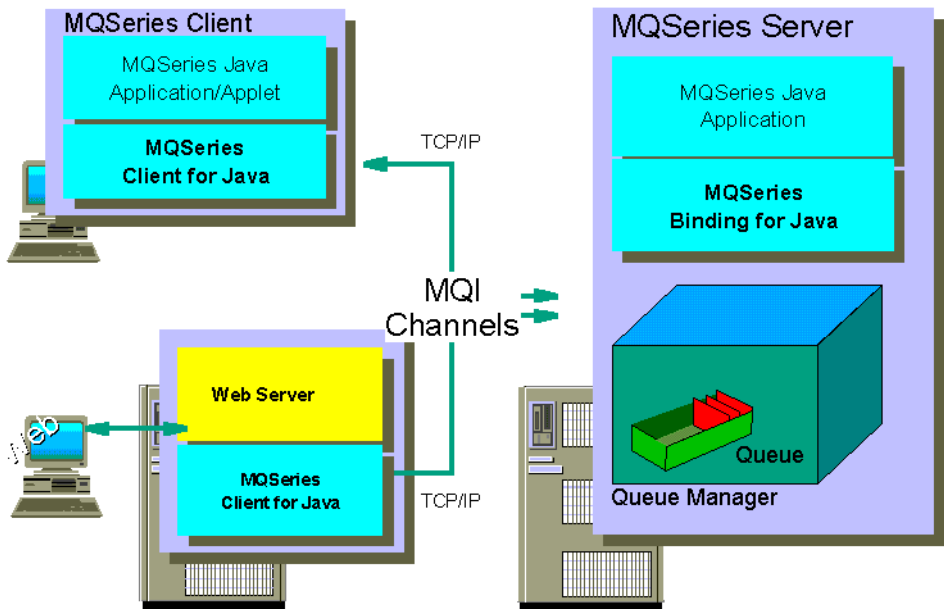 MQSeries Client
MQSeries Java
Application/Applet
MQSeries
Client for Java
TCP/IP
MQSeries Server
MQSeries Java
Application
MQSeries
Binding for Java
MQI
Channels
Web
Web Server
MQSeries
Client for Java
TCP/IP
Queue
Queue Manager